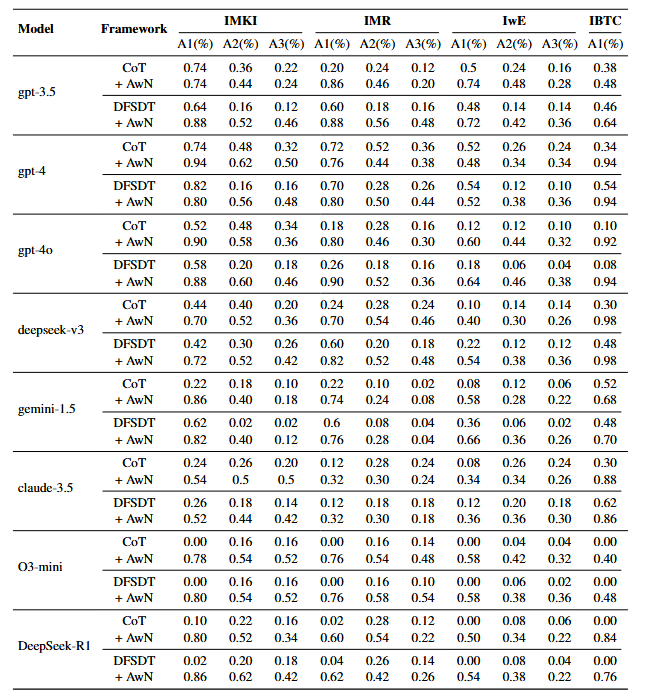 Model Framework IMKI IMR IwE IBTC
A1(%) A2(%) A3(%) A1(%) A2(%) A3(%) A1(%) A2(%) A3(%) A1(%)
gpt-3.5
CoT 0.74 0.36 0.22 0.20 0.24 0.12 0.5 0.24 0.16 0.38
+ AwN 0.74 0.44 0.24 0.86 0.46 0.20 0.74 0.48 0.28 0.48
DFSDT 0.64 0.16 0.12 0.60 0.18 0.16 0.48 0.14 0.14 0.46
+ AwN 0.88 0.52 0.46 0.88 0.56 0.48 0.72 0.42 0.36 0.64
gpt-4
CoT 0.74 0.48 0.32 0.72 0.52 0.36 0.52 0.26 0.24 0.34
+ AwN 0.94 0.62 0.50 0.76 0.44 0.38 0.48 0.34 0.34 0.94
DFSDT 0.82 0.16 0.16 0.70 0.28 0.26 0.54 0.12 0.10 0.54
+ AwN 0.80 0.56 0.48 0.80 0.50 0.44 0.52 0.38 0.36 0.94
gpt-4o
CoT 0.52 0.48 0.34 0.18 0.28 0.16 0.12 0.12 0.10 0.10
+ AwN 0.90 0.58 0.36 0.80 0.46 0.30 0.60 0.44 0.32 0.92
DFSDT 0.58 0.20 0.18 0.26 0.18 0.16 0.18 0.06 0.04 0.08
+ AwN 0.88 0.60 0.46 0.90 0.52 0.36 0.64 0.46 0.38 0.94
deepseek-v3
CoT 0.44 0.40 0.20 0.24 0.28 0.24 0.10 0.14 0.14 0.30
+ AwN 0.70 0.52 0.36 0.70 0.54 0.46 0.40 0.30 0.26 0.98
DFSDT 0.42 0.30 0.26 0.60 0.20 0.18 0.22 0.12 0.12 0.48
+ AwN 0.72 0.52 0.42 0.82 0.52 0.48 0.54 0.38 0.36 0.98
gemini-1.5
CoT 0.22 0.18 0.10 0.22 0.10 0.02 0.08 0.12 0.06 0.52
+ AwN 0.86 0.40 0.18 0.74 0.24 0.08 0.58 0.28 0.22 0.68
DFSDT 0.62 0.02 0.02 0.6 0.08 0.04 0.36 0.06 0.02 0.48
+ AwN 0.82 0.40 0.12 0.76 0.28 0.04 0.66 0.36 0.26 0.70
claude-3.5
CoT 0.24 0.26 0.20 0.12 0.28 0.24 0.08 0.26 0.24 0.30
+ AwN 0.54 0.5 0.5 0.32 0.30 0.24 0.34 0.34 0.26 0.88
DFSDT 0.26 0.18 0.14 0.12 0.18 0.18 0.12 0.20 0.18 0.62
+ AwN 0.52 0.44 0.42 0.32 0.30 0.18 0.36 0.36 0.30 0.86
O3-mini
CoT 0.00 0.16 0.16 0.00 0.16 0.14 0.00 0.04 0.04 0.00
+ AwN 0.78 0.54 0.52 0.76 0.54 0.48 0.58 0.42 0.32 0.40
DFSDT 0.00 0.16 0.16 0.00 0.16 0.10 0.00 0.06 0.02 0.00
+ AwN 0.80 0.54 0.52 0.76 0.58 0.54 0.58 0.38 0.36 0.48
DeepSeek-R1
CoT 0.10 0.22 0.16 0.02 0.28 0.12 0.00 0.08 0.06 0.00
+ AwN 0.80 0.52 0.34 0.60 0.54 0.22 0.50 0.34 0.22 0.84
DFSDT 0.02 0.20 0.18 0.04 0.26 0.14 0.00 0.08 0.04 0.00
+ AwN 0.86 0.62 0.42 0.62 0.42 0.26 0.54 0.38 0.22 0.76